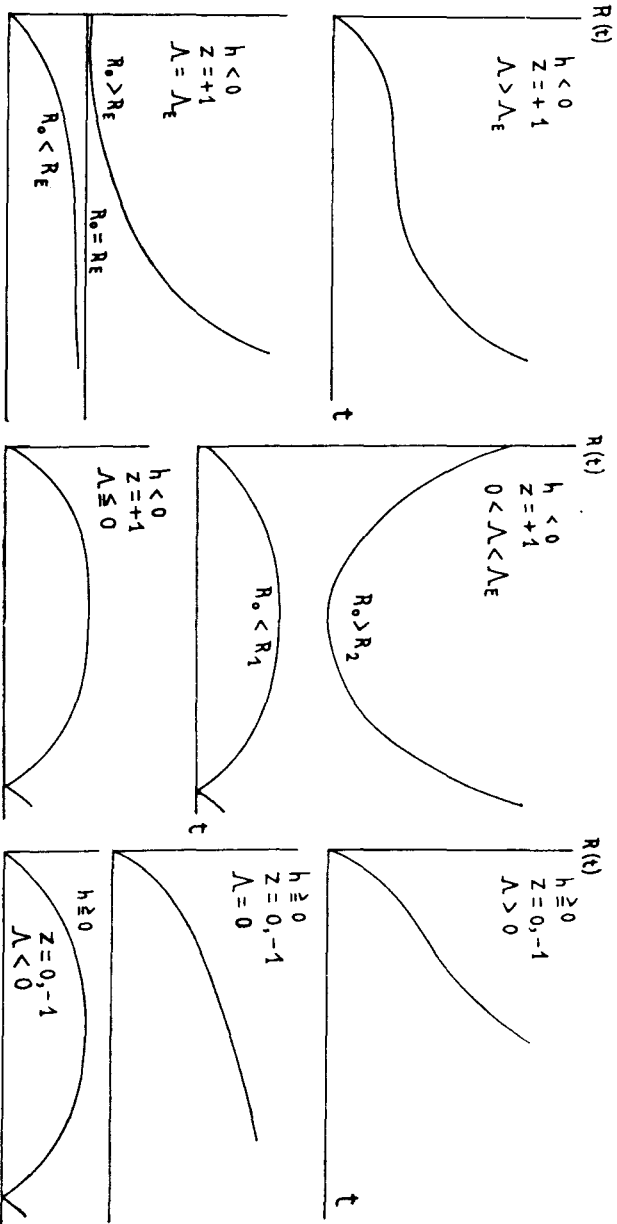 R(t)
h < 0
z = + 1
Λ > Λ_E
t
h < 0
z = +1
Λ = Λ_E
R₀ > R_E
R₀ = R_E
R₀ < R_E
R(t)
h < 0
z = +1
0 < Λ < Λ_E
R₀ > R₂
R₀ < R₁
t
h < 0
z = +1
Λ ≦ 0
R(t)
h ≧ 0
z = 0, -1
Λ > 0
t
h ≧ 0
z = 0, -1
Λ = 0
h ≧ 0
z = 0, -1
Λ < 0